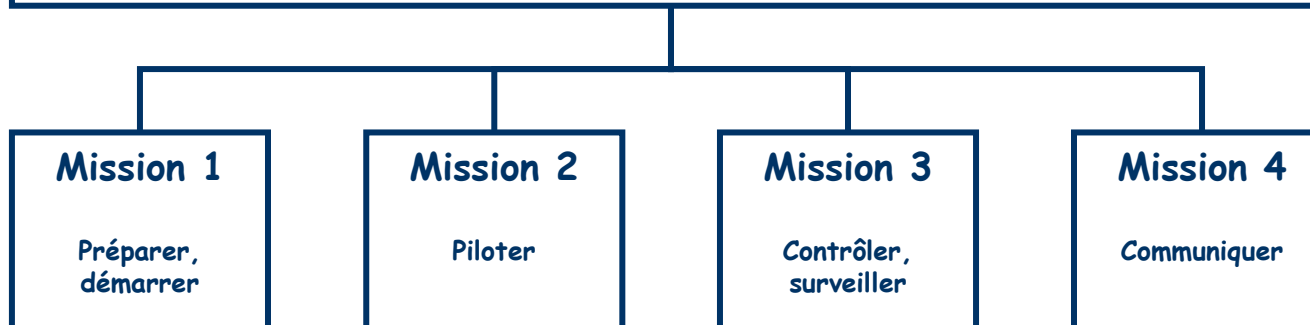 Mission 1
Préparer,
démarrer
Mission 2
Piloter
Mission 3
Contrôler,
surveiller
Mission 4
Communiquer